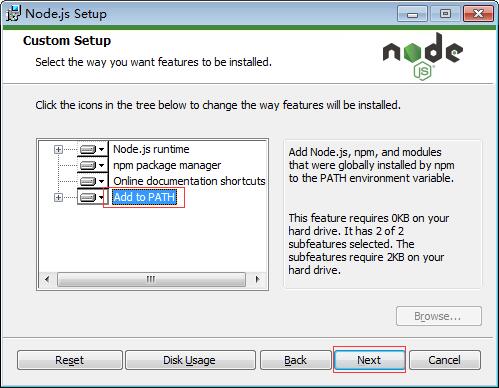 Node.js Setup
Custom Setup
Select the way you want features to be installed.
node
JS
Click the icons in the tree below to change the way features will be installed.
Node.js runtime
npm package manager
Online documentation shortcuts
Add to PATH
Add Node.js, npm, and modules
that were globally installed by npm
to the PATH environment variable.
This feature requires 0KB on your
hard drive. It has 2 of 2
subfeatures selected. The
subfeatures require 2KB on your
hard drive.
Browse...
Reset
Disk Usage
Back
Next
Cancel